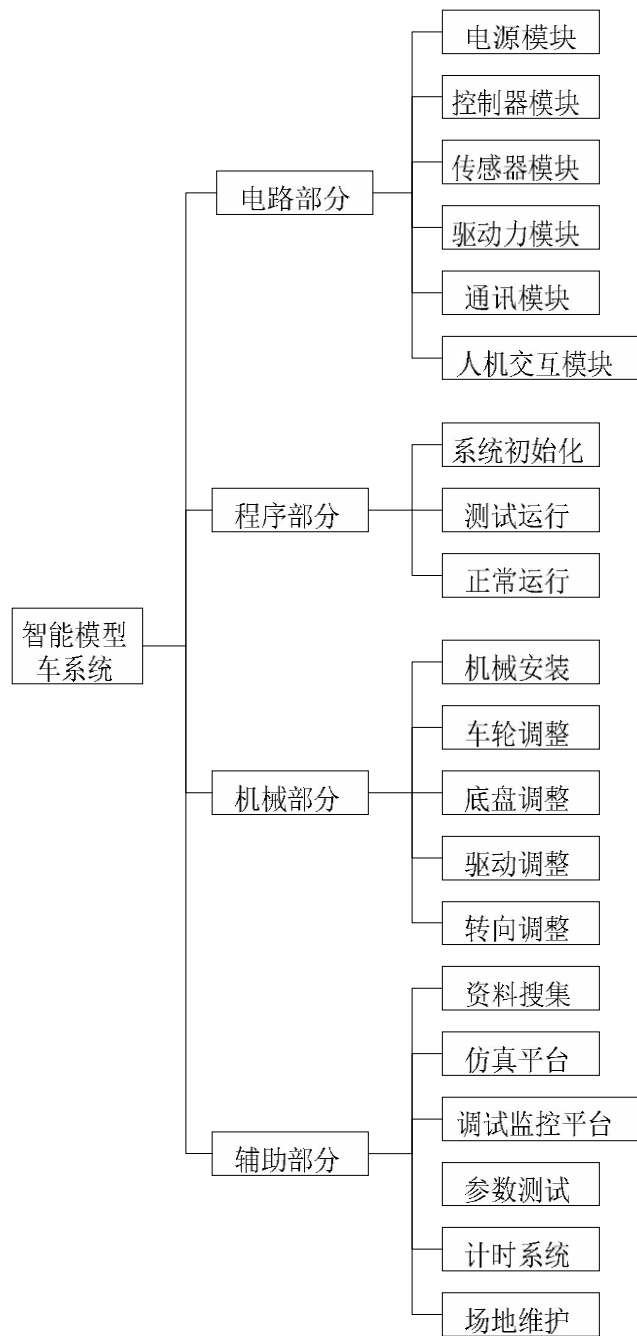 智能模型
车系统
电路部分
电源模块
控制器模块
传感器模块
驱动力模块
通讯模块
人机交互模块
程序部分
系统初始化
测试运行
正常运行
机械部分
机械安装
车轮调整
底盘调整
驱动调整
转向调整
辅助部分
资料搜集
仿真平台
调试监控平台
参数测试
计时系统
场地维护